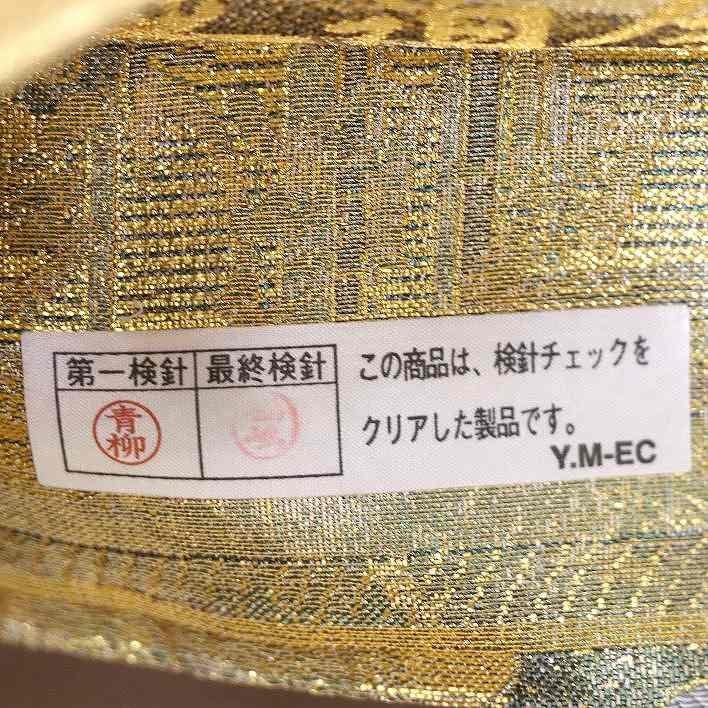 第一検針 最終検針
青柳
この商品は、検針チェックを
クリアした製品です。
Y.M-EC